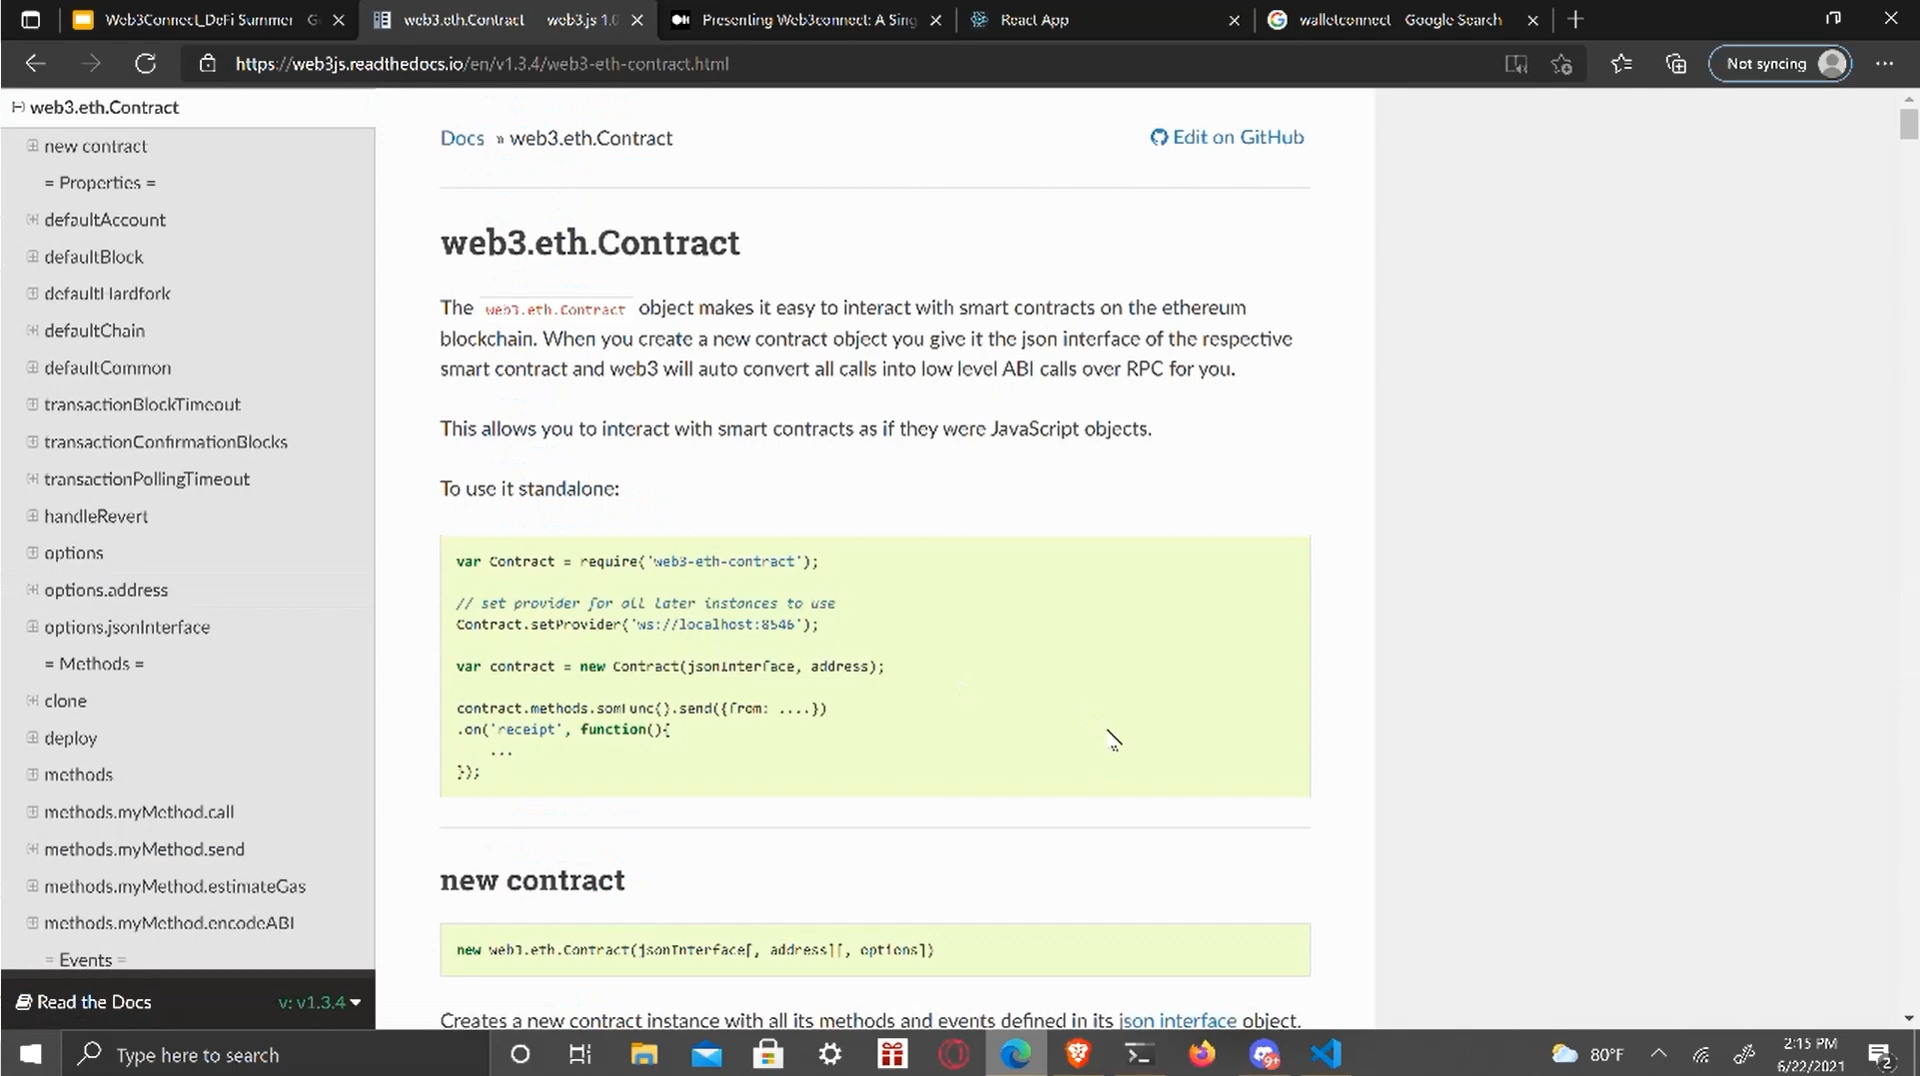 Web3Connect_DeFi Summer
web3.eth.Contract — web3.js 1.0
Presenting Web3connect: A Sing
React App
walletconnect - Google Search
https://web3js.readthedocs.io/en/v1.3.4/web3-eth-contract.html
Not syncing
web3.eth.Contract
new contract
= Properties =
defaultAccount
defaultBlock
defaultHardfork
defaultChain
defaultCommon
transactionBlockTimeout
transactionConfirmationBlocks
transactionPollingTimeout
handleRevert
options
options.address
options.jsonInterface
= Methods =
clone
deploy
methods
methods.myMethod.call
methods.myMethod.send
methods.myMethod.estimateGas
methods.myMethod.encodeABI
= Events =
Read the Docs
v: v1.3.4
Docs » web3.eth.Contract
Edit on GitHub
web3.eth.Contract
The web3.eth.Contract object makes it easy to interact with smart contracts on the ethereum
blockchain. When you create a new contract object you give it the json interface of the respective
smart contract and web3 will auto convert all calls into low level ABI calls over RPC for you.
This allows you to interact with smart contracts as if they were JavaScript objects.
To use it standalone:
var Contract = require('web3-eth-contract');
// set provider for all later instances to use
Contract.setProvider('ws://localhost:8546');
var contract = new Contract(jsonInterface, address);
contract.methods.somFunc().send({from: ....})
.on('receipt', function(){
...
});
new contract
new web3.eth.Contract(jsonInterface[, address][, options])
Creates a new contract instance with all its methods and events defined in its json interface object.
Type here to search
9+
80°F
2:15 PM
6/22/2021
2